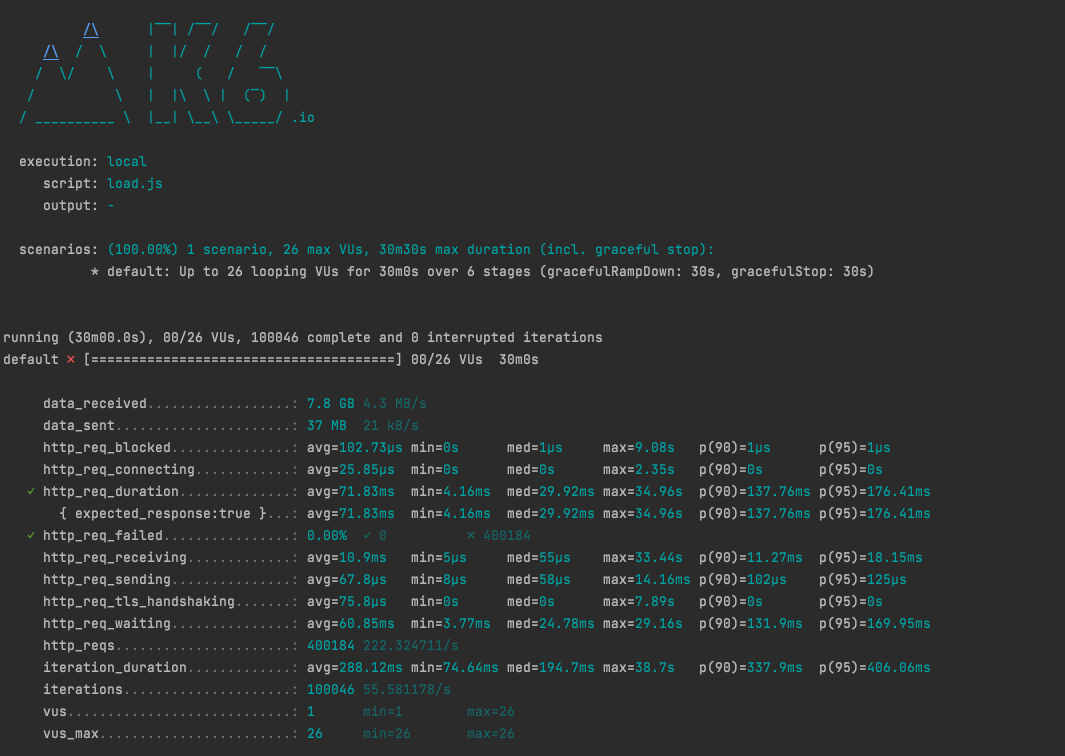 .io
execution: local
script: load.js
output: -
scenarios: (100.00%) 1 scenario, 26 max VUs, 30m30s max duration (incl. graceful stop):
* default: Up to 26 looping VUs for 30m0s over 6 stages (gracefulRampDown: 30s, gracefulStop: 30s)
running (30m00.0s), 00/26 VUs, 100046 complete and 0 interrupted iterations
default ✗ [======================================] 00/26 VUs  30m0s
data_received..................: 7.8 GB 4.3 MB/s
data_sent......................: 37 MB  21 kB/s
http_req_blocked...............: avg=102.73µs min=0s      med=1µs     max=9.08s   p(90)=1µs      p(95)=1µs
http_req_connecting............: avg=25.85µs  min=0s      med=0s      max=2.35s   p(90)=0s       p(95)=0s
✓ http_req_duration..............: avg=71.83ms  min=4.16ms  med=29.92ms max=34.96s  p(90)=137.76ms p(95)=176.41ms
{ expected_response:true }...: avg=71.83ms  min=4.16ms  med=29.92ms max=34.96s  p(90)=137.76ms p(95)=176.41ms
✓ http_req_failed................: 0.00%  ✓ 0          ✗ 400184
http_req_receiving.............: avg=10.9ms   min=5µs     med=55µs    max=33.44s  p(90)=11.27ms  p(95)=18.15ms
http_req_sending...............: avg=67.8µs   min=8µs     med=58µs    max=14.16ms p(90)=102µs    p(95)=125µs
http_req_tls_handshaking.......: avg=75.8µs   min=0s      med=0s      max=7.89s   p(90)=0s       p(95)=0s
http_req_waiting...............: avg=60.85ms  min=3.77ms  med=24.78ms max=29.16s  p(90)=131.9ms  p(95)=169.95ms
http_reqs......................: 400184 222.324711/s
iteration_duration.............: avg=288.12ms min=74.64ms med=194.7ms max=38.7s   p(90)=337.9ms  p(95)=406.06ms
iterations.....................: 100046 55.581178/s
vus............................: 1      min=1        max=26
vus_max........................: 26     min=26       max=26